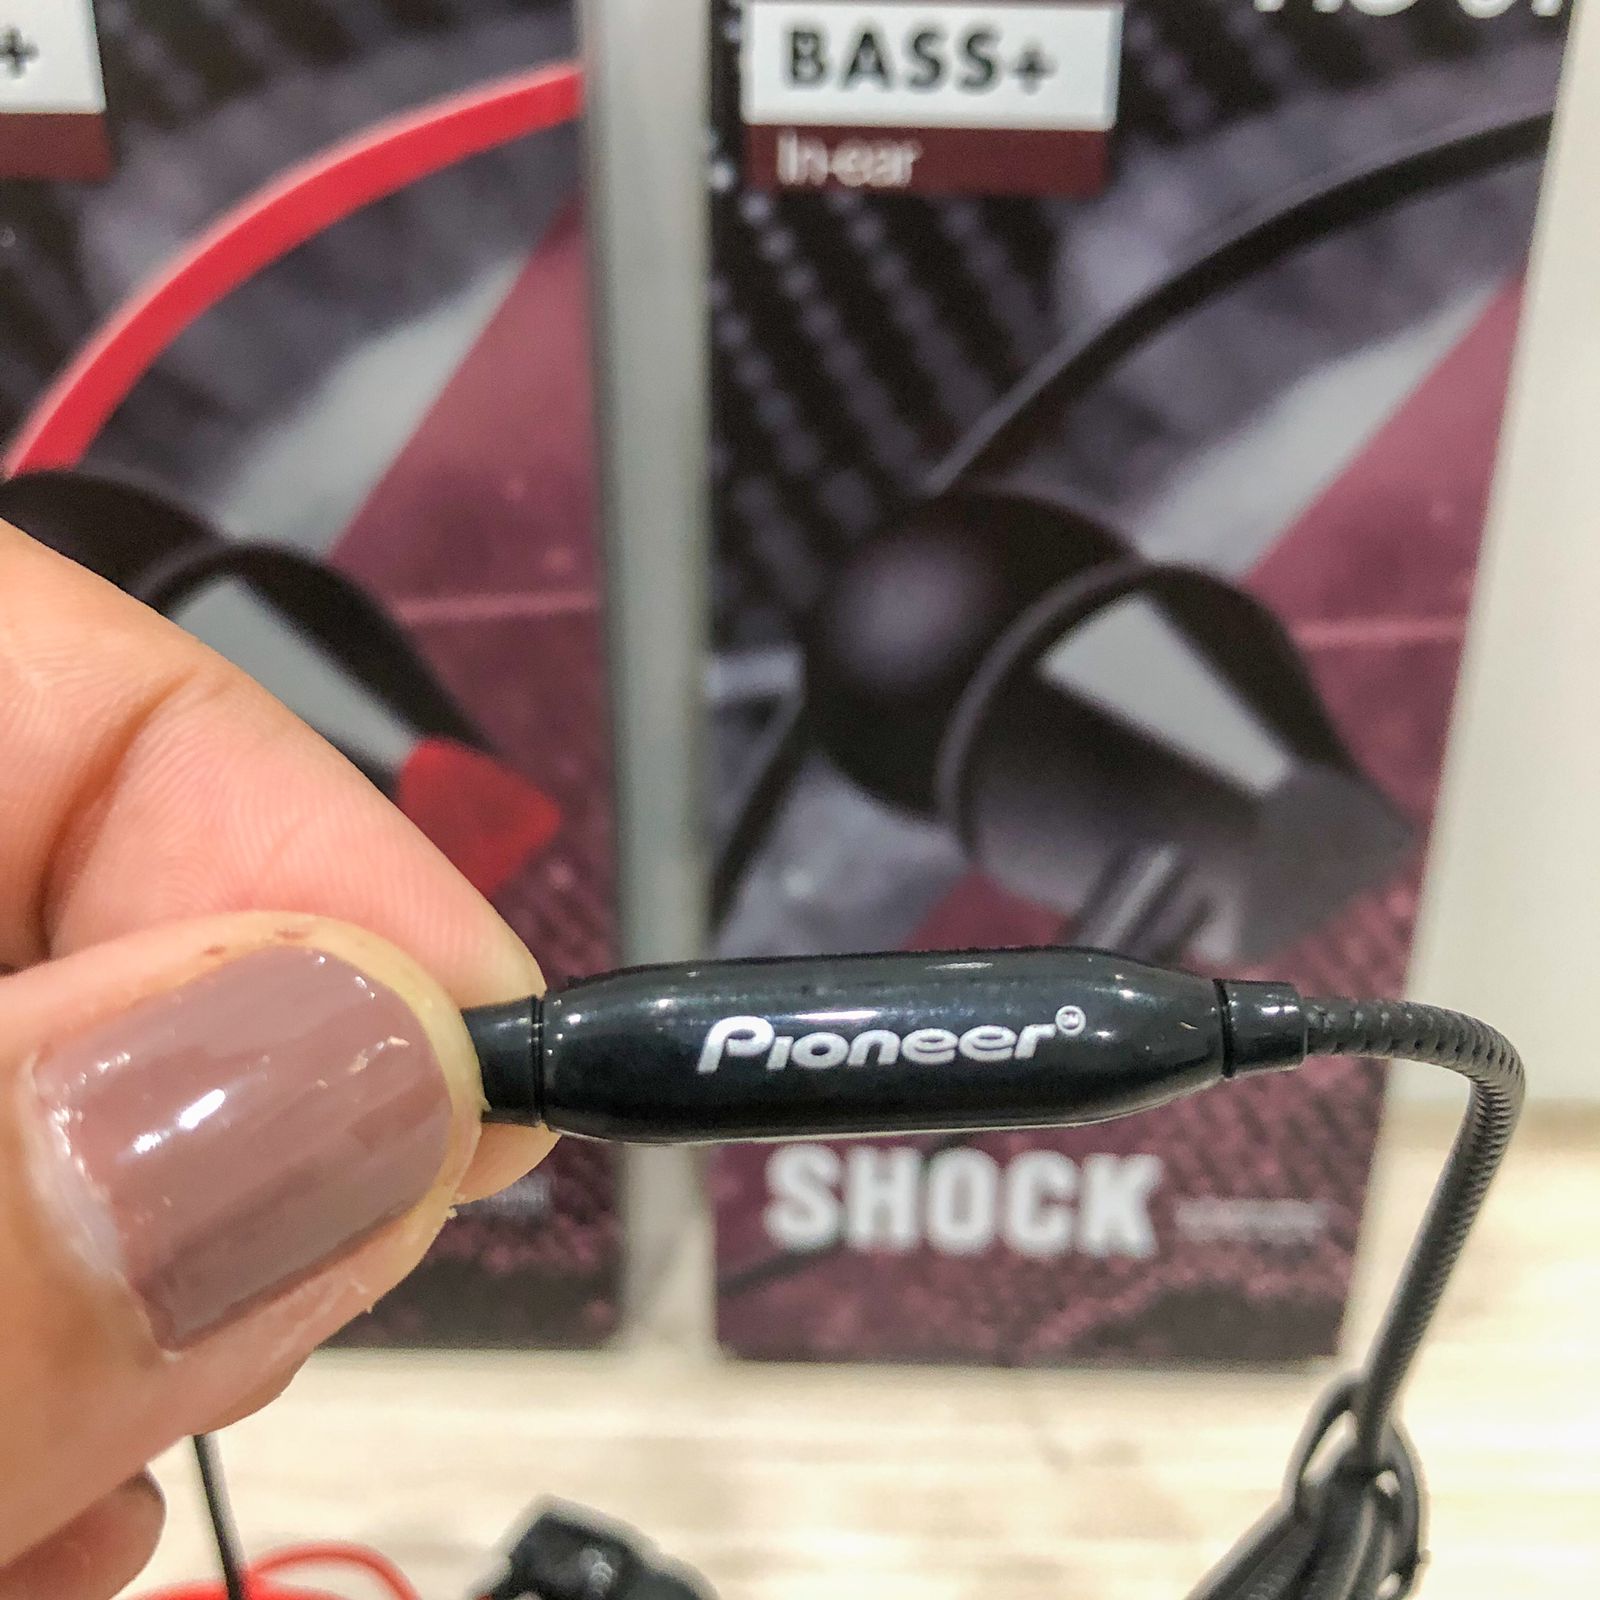 +
BASS+
In-ear
Pioneer
SHOCK